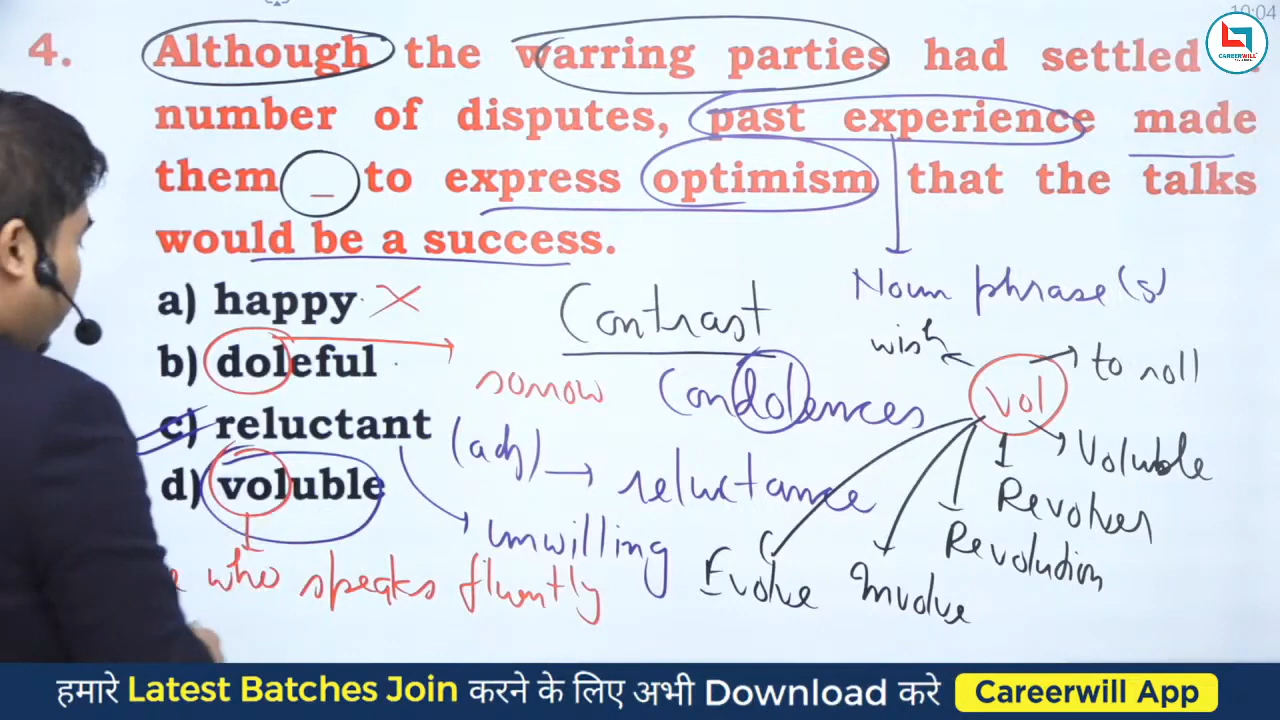 10:04
CAREERWILL
4. Although the warring parties had settled
number of disputes, past experience made
them _ to express optimism that the talks
would be a success.
a) happy
b) doleful
c) reluctant
d) voluble
Contrast
Noun phrase(s)
wish
vol
to roll
sorrow
Condolences
(adj) → reluctance
Voluble
Revolver
Revolution
Involve
Evolve
unwilling
who speaks fluently
हमारे Latest Batches Join करने के लिए अभी Download करे Careerwill App